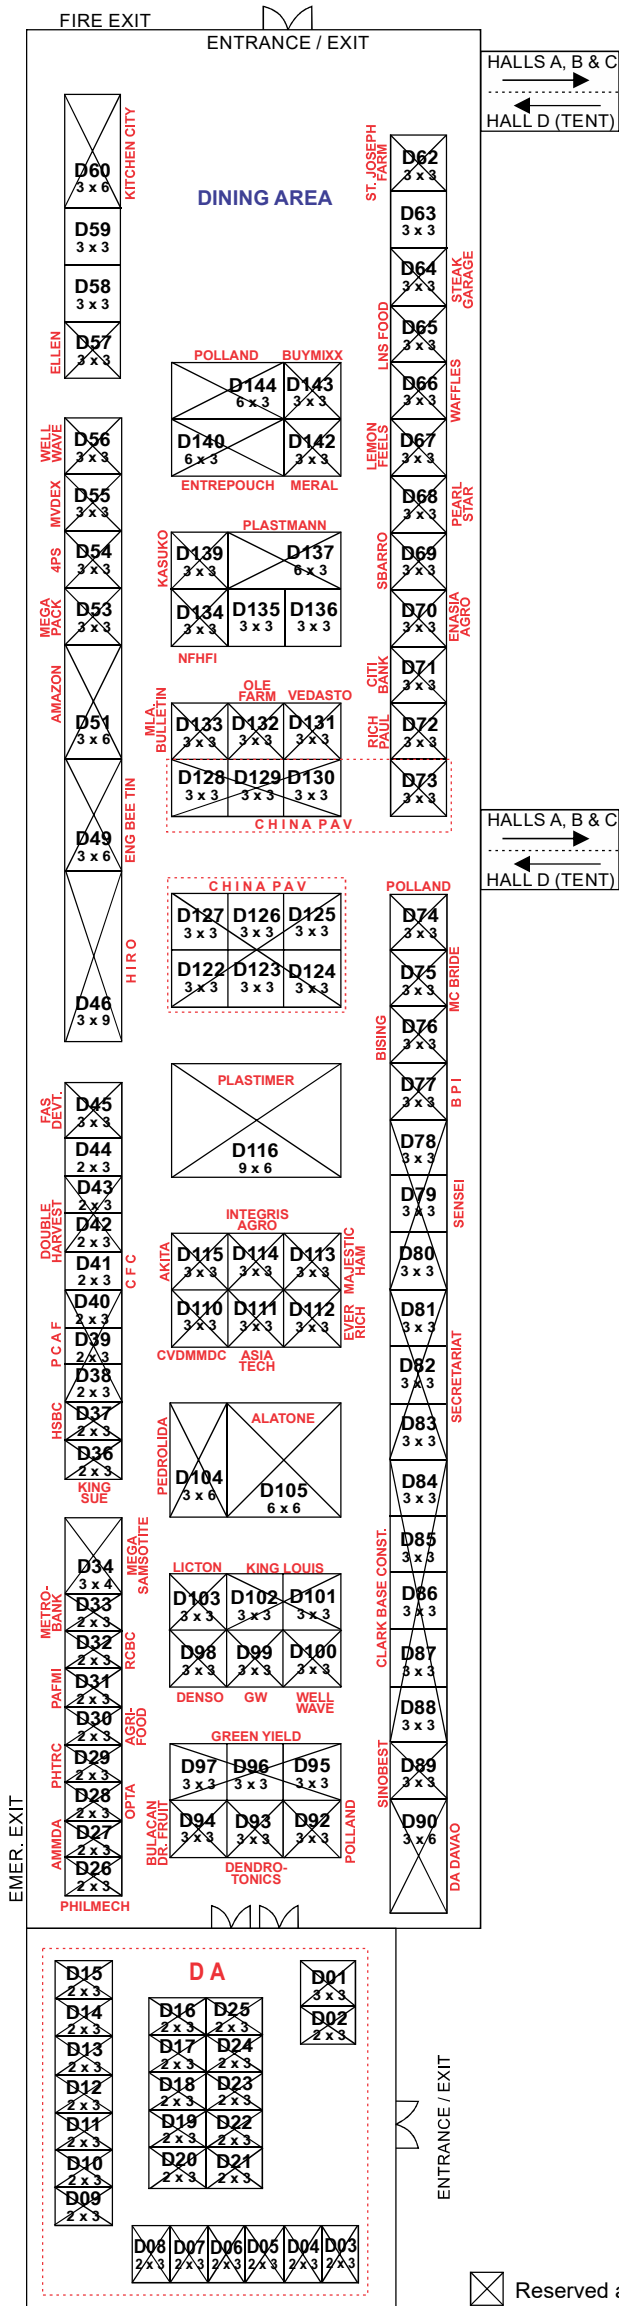 FIRE EXIT
ENTRANCE / EXIT
HALLS A, B & C
HALL D (TENT)
DINING AREA
D60
3 x 6
KITCHEN CITY
D59
3 x 3
D58
3 x 3
D57
3 x 3
ELLEN
D62
3 x 3
ST. JOSEPH
FARM
D63
3 x 3
D64
3 x 3
STEAK
GARAGE
D65
3 x 3
LNS FOOD
D66
3 x 3
WAFFLES
D67
3 x 3
LEMON
FEELS
D68
3 x 3
PEARL
STAR
D69
3 x 3
SBARRO
D70
3 x 3
ENASIA
AGRO
D71
3 x 3
CITI
BANK
D72
3 x 3
RICH
PAUL
D73
3 x 3
POLLAND
BUYMIXX
D144
6 x 3
D143
3 x 3
D140
6 x 3
D142
3 x 3
ENTREPOUCH
MERAL
D56
3 x 3
WELL
WAVE
D55
3 x 3
MVDEX
D54
3 x 3
4PS
D53
3 x 3
MEGA
PACK
D51
3 x 6
AMAZON
D49
3 x 6
ENG BEE TIN
D46
3 x 9
HIRO
PLASTMANN
KASUKO
D139
3 x 3
D137
6 x 3
D134
3 x 3
D135
3 x 3
D136
3 x 3
NFHFI
MLA.
BULLETIN
OLE
FARM
VEDASTO
D133
3 x 3
D132
3 x 3
D131
3 x 3
D128
3 x 3
D129
3 x 3
D130
3 x 3
CHINA PAV
HALLS A, B & C
HALL D (TENT)
CHINA PAV
D127
3 x 3
D126
3 x 3
D125
3 x 3
D122
3 x 3
D123
3 x 3
D124
3 x 3
POLLAND
D74
3 x 3
D75
3 x 3
MC BRIDE
D76
3 x 3
BISING
D77
3 x 3
B P I
D78
3 x 3
D79
3 x 3
SENSEI
D80
3 x 3
D81
3 x 3
D82
3 x 3
SECRETARIAT
D83
3 x 3
D84
3 x 3
D85
3 x 3
D86
3 x 3
CLARK BASE CONST.
D87
3 x 3
D88
3 x 3
D89
3 x 3
SINOBEST
D90
3 x 6
DA DAVAO
PLASTIMER
D116
9 x 6
FAS
DEVT.
D45
3 x 3
D44
2 x 3
D43
2 x 3
D42
2 x 3
DOUBLE
HARVEST
D41
2 x 3
C F C
D40
2 x 3
D39
2 x 3
P C A F
D38
2 x 3
D37
2 x 3
HSBC
D36
2 x 3
KING
SUE
INTEGRIS
AGRO
AKITA
D115
3 x 3
D114
3 x 3
D113
3 x 3
MAJESTIC
HAM
D110
3 x 3
D111
3 x 3
D112
3 x 3
EVER
RICH
CVDMMDC
ASIA
TECH
PEDROLIDA
D104
3 x 6
ALATONE
D105
6 x 6
D34
3 x 4
MEGA
SAMSOTITE
D33
2 x 3
METRO-
BANK
D32
2 x 3
RCBC
D31
2 x 3
PAFMI
D30
2 x 3
AGRI-
FOOD
D29
2 x 3
PHTRC
D28
2 x 3
OPTA
D27
2 x 3
AMMDA
D26
2 x 3
PHILMECH
LICTON
KING LOUIS
D103
3 x 3
D102
3 x 3
D101
3 x 3
D98
3 x 3
D99
3 x 3
D100
3 x 3
DENSO
GW
WELL
WAVE
GREEN YIELD
D97
3 x 3
D96
3 x 3
D95
3 x 3
BULACAN
DR. FRUIT
D94
3 x 3
D93
3 x 3
D92
3 x 3
POLLAND
DENDRO-
TONICS
EMER. EXIT
D A
D15
2 x 3
D14
2 x 3
D13
2 x 3
D12
2 x 3
D11
2 x 3
D10
2 x 3
D09
2 x 3
D16
2 x 3
D25
2 x 3
D17
2 x 3
D24
2 x 3
D18
2 x 3
D23
2 x 3
D19
2 x 3
D22
2 x 3
D20
2 x 3
D21
2 x 3
D01
3 x 3
D02
2 x 3
ENTRANCE / EXIT
D08
2 x 3
D07
2 x 3
D06
2 x 3
D05
2 x 3
D04
2 x 3
D03
2 x 3
Reserved a